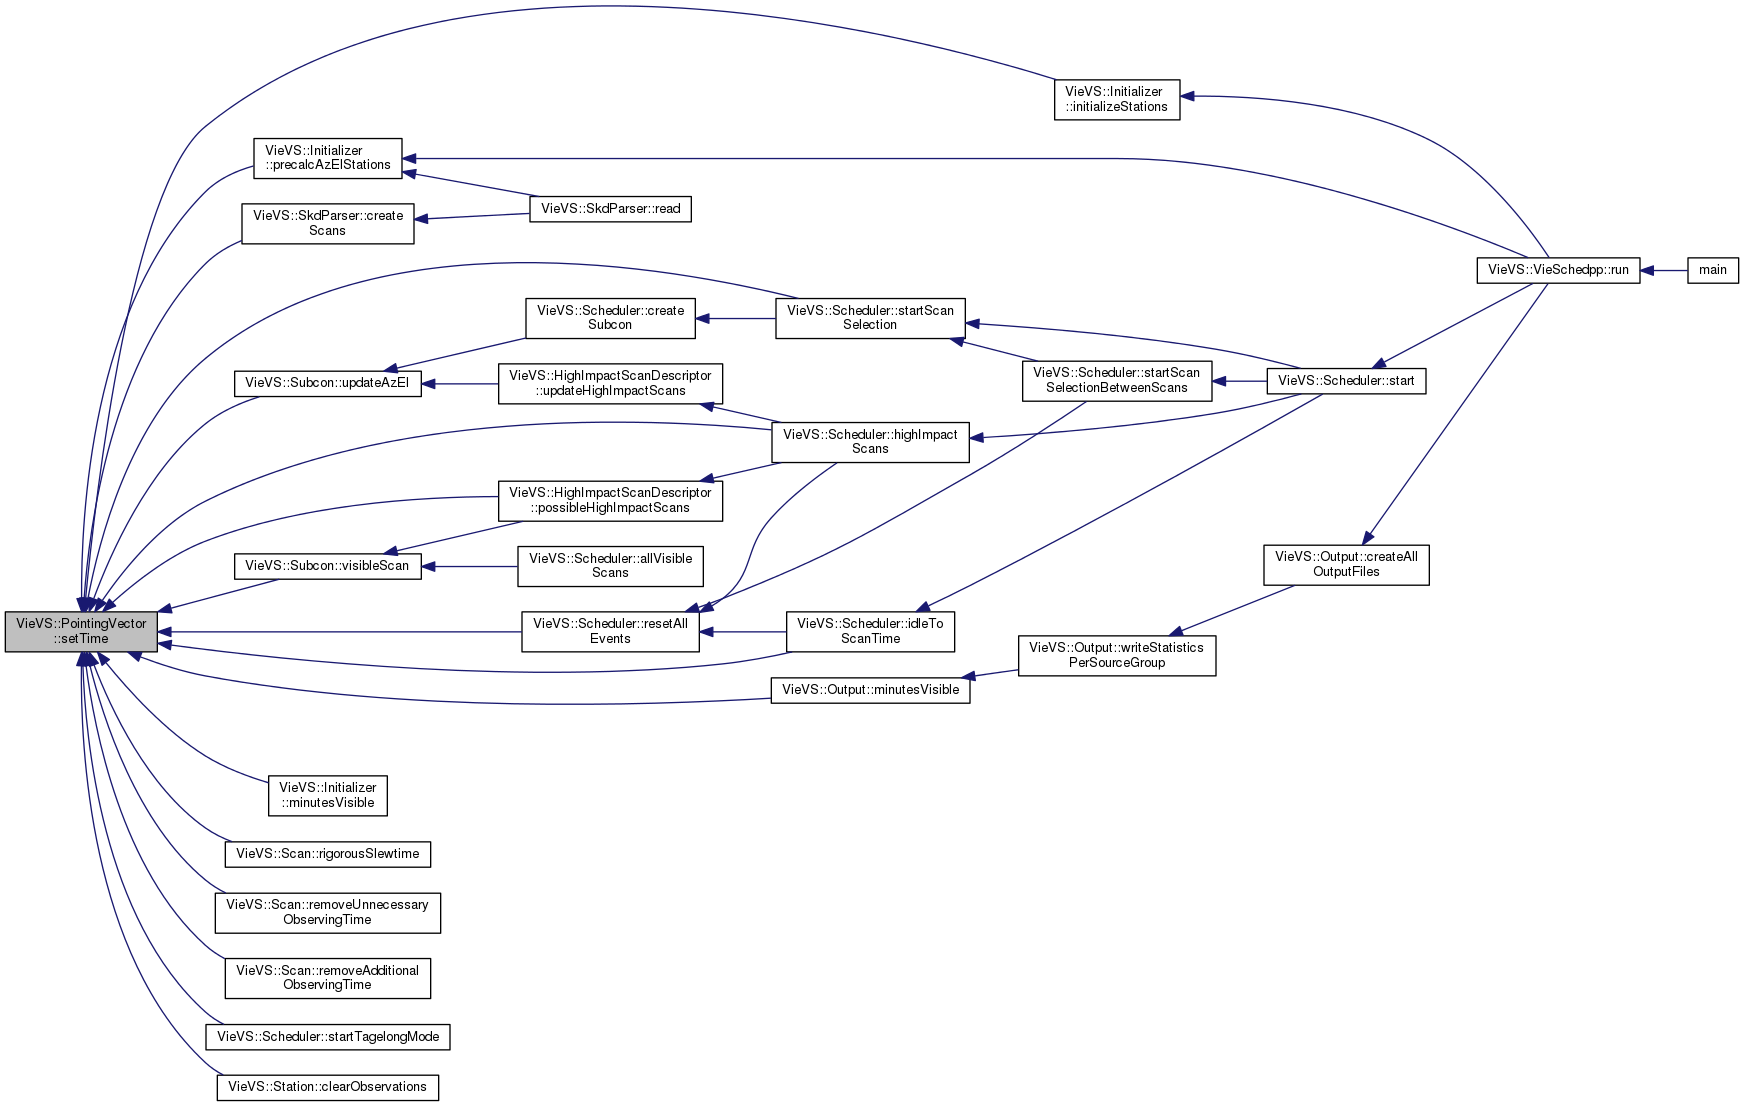 VieVS::Initializer
::initializeStations
VieVS::Initializer
::precalcAzElStations
VieVS::SkdParser::read
VieVS::SkdParser::create
Scans
VieVS::VieSchedpp::run
main
VieVS::Scheduler::create
Subcon
VieVS::Scheduler::startScan
Selection
VieVS::Subcon::updateAzEl
VieVS::HighImpactScanDescriptor
::updateHighImpactScans
VieVS::Scheduler::startScan
SelectionBetweenScans
VieVS::Scheduler::start
VieVS::Scheduler::highImpact
Scans
VieVS::HighImpactScanDescriptor
::possibleHighImpactScans
VieVS::Subcon::visibleScan
VieVS::Scheduler::allVisible
Scans
VieVS::Output::createAll
OutputFiles
VieVS::PointingVector
::setTime
VieVS::Scheduler::resetAll
Events
VieVS::Scheduler::idleTo
ScanTime
VieVS::Output::writeStatistics
PerSourceGroup
VieVS::Output::minutesVisible
VieVS::Initializer
::minutesVisible
VieVS::Scan::rigorousSlewtime
VieVS::Scan::removeUnnecessary
ObservingTime
VieVS::Scan::removeAdditional
ObservingTime
VieVS::Scheduler::startTagelongMode
VieVS::Station::clearObservations